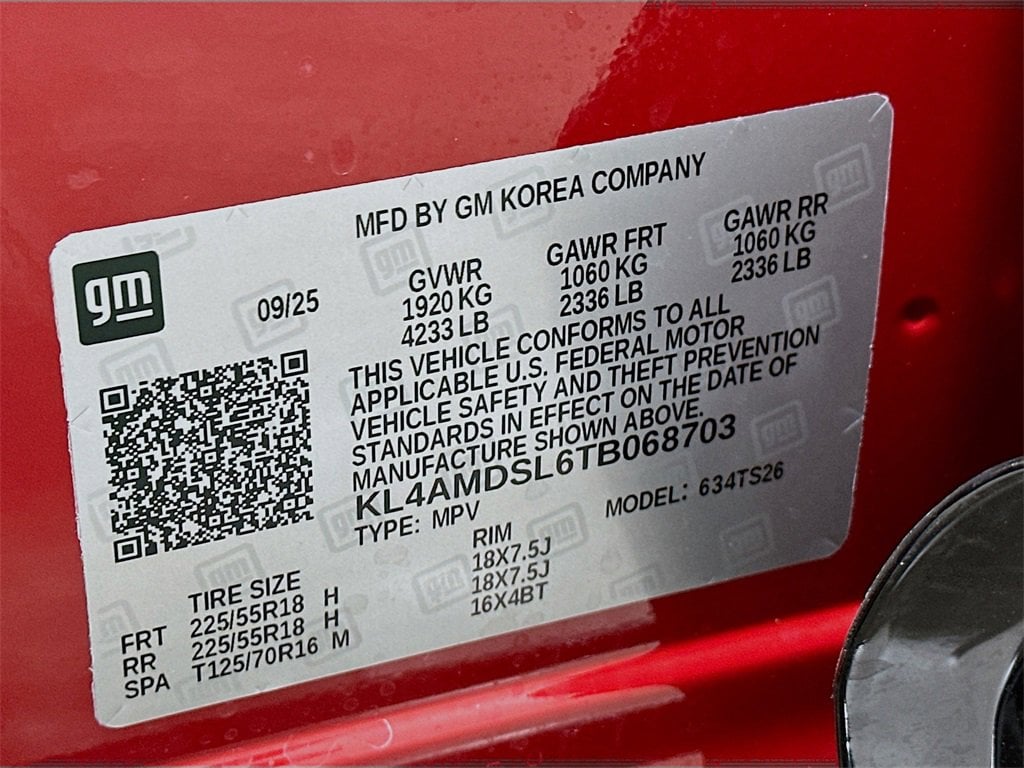 MFD BY GM KOREA COMPANY
gm
09/25
GVWR GAWR FRT GAWR RR
1920 KG 1060 KG 1060 KG
4233 LB 2336 LB 2336 LB
THIS VEHICLE CONFORMS TO ALL
APPLICABLE U.S. FEDERAL MOTOR
VEHICLE SAFETY AND THEFT PREVENTION
STANDARDS IN EFFECT ON THE DATE OF
MANUFACTURE SHOWN ABOVE.
KL4AMDSL6TB068703
TYPE: MPV MODEL: 634TS26
TIRE SIZE RIM
FRT 225/55R18 H 18X7.5J
RR 225/55R18 H 18X7.5J
SPA T125/70R16 M 16X4BT